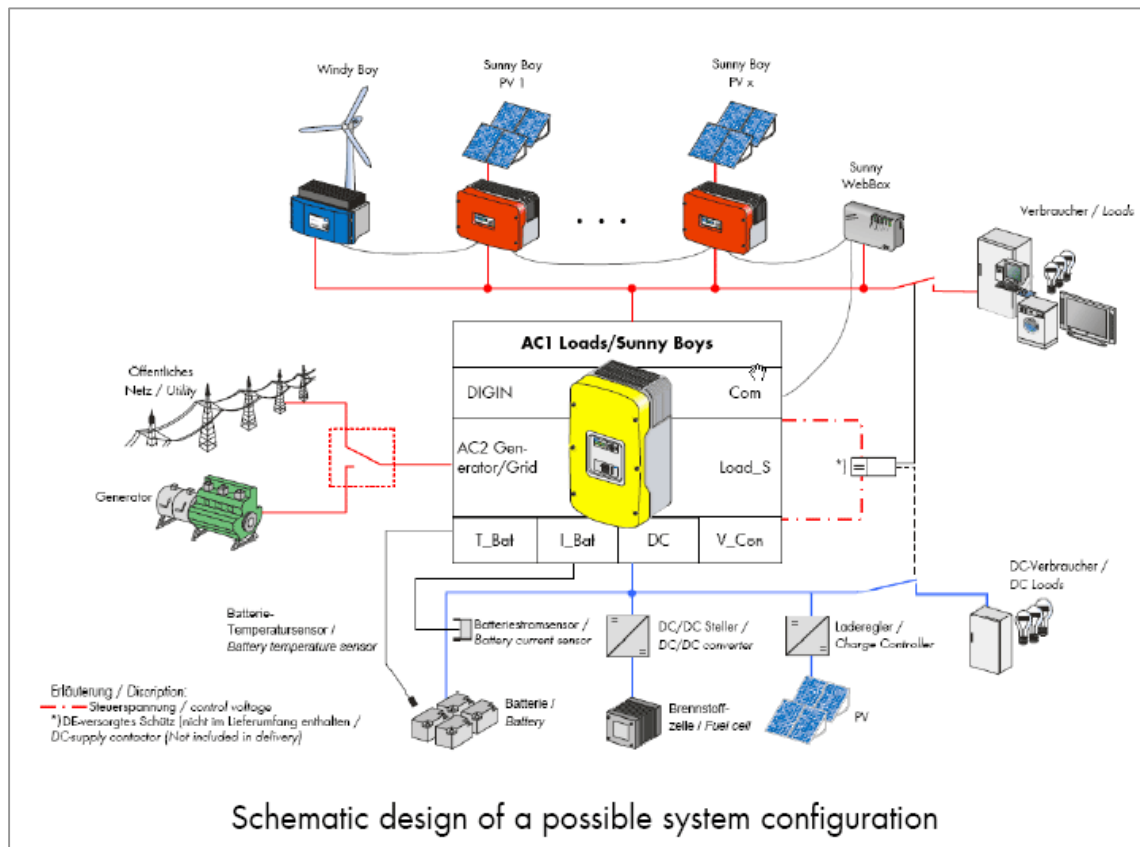 Windy Boy
Sunny Boy
PV 1
Sunny Boy
PV x
. . .
Sunny
WebBox
Verbraucher / Loads
AC1 Loads/Sunny Boys
DIGIN
Com
Öffentliches
Netz / Utility
AC2 Gen-
erator/Grid
Load_S
*)
Generator
T_Bat
I_Bat
DC
V_Con
DC-Verbraucher /
DC Loads
Batterie-
Temperatursensor /
Battery temperature sensor
Batteriestromsensor /
Battery current sensor
DC/DC Steller /
DC/DC converter
Laderegler /
Charge Controller
Erläuterung / Discription:
Steuerspannung / control voltage
*) DE-versorgtes Schütz (nicht im Lieferumfang enthalten /
DC-supply contactor (Not included in delivery)
Batterie /
Battery
Brennstoff-
zelle / Fuel cell
PV
Schematic design of a possible system configuration